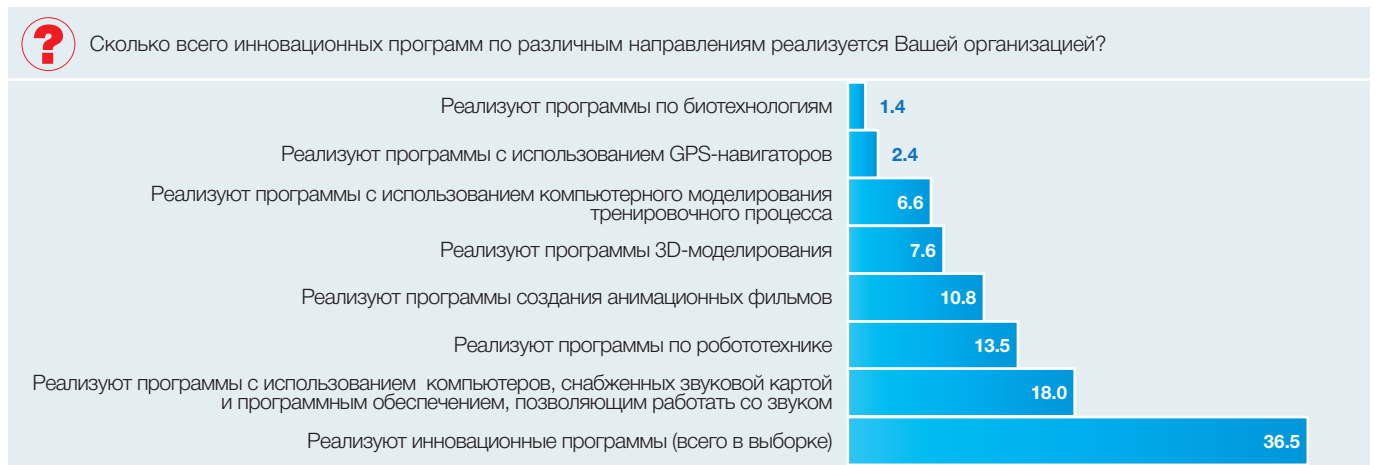 ?
Сколько всего инновационных программ по различным направлениям реализуется Вашей организацией?
Реализуют программы по биотехнологиям 1.4
Реализуют программы с использованием GPS-навигаторов 2.4
Реализуют программы с использованием компьютерного моделирования
тренировочного процесса 6.6
Реализуют программы 3D-моделирования 7.6
Реализуют программы создания анимационных фильмов 10.8
Реализуют программы по робототехнике 13.5
Реализуют программы с использованием компьютеров, снабженных звуковой картой
и программным обеспечением, позволяющим работать со звуком 18.0
Реализуют инновационные программы (всего в выборке) 36.5